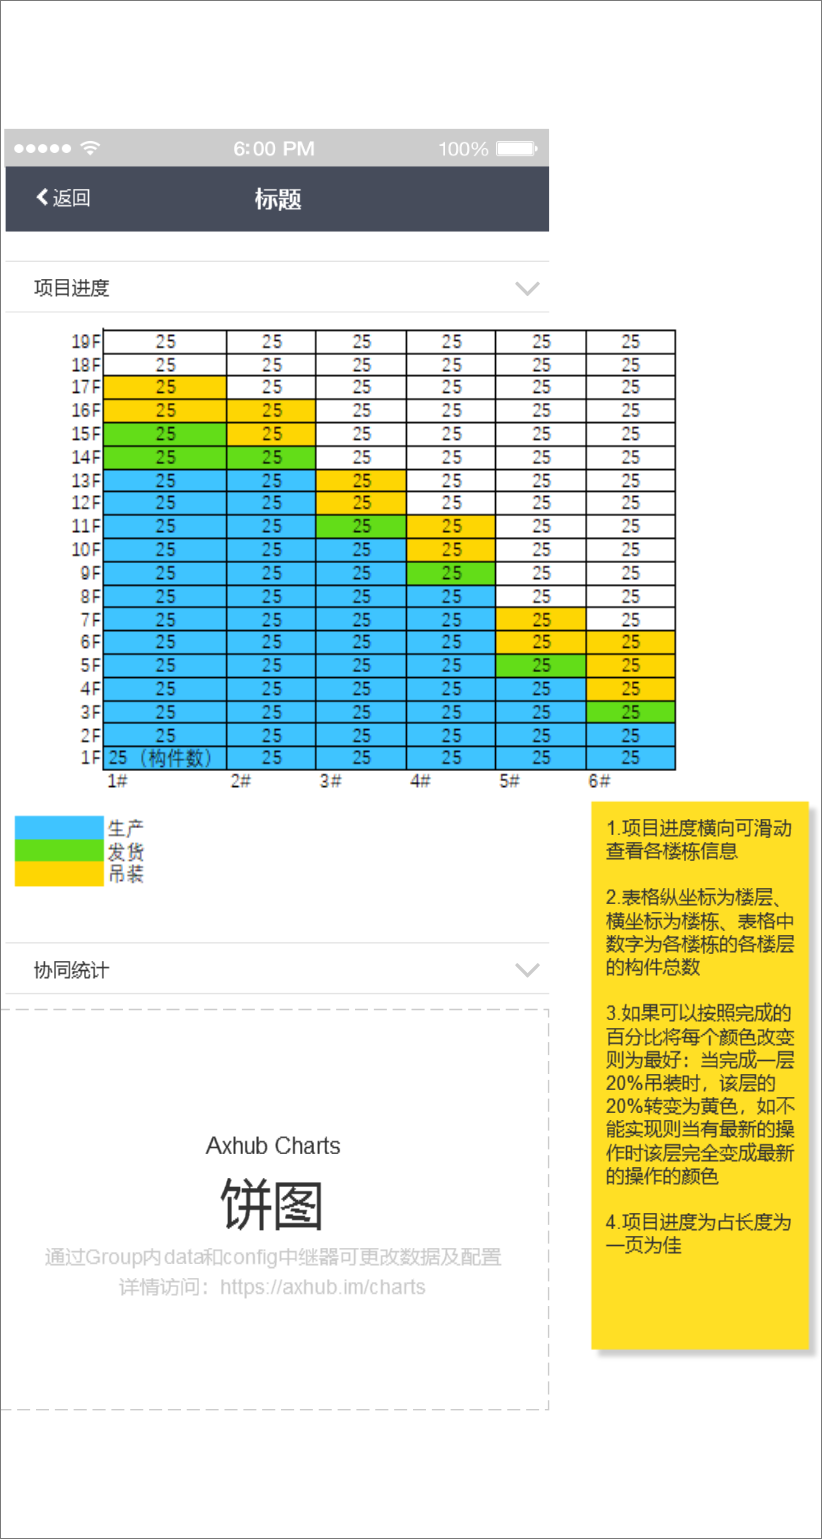 6:00 PM
100%
返回
标题
项目进度
19F 25 25 25 25 25 25
18F 25 25 25 25 25 25
17F 25 25 25 25 25 25
16F 25 25 25 25 25 25
15F 25 25 25 25 25 25
14F 25 25 25 25 25 25
13F 25 25 25 25 25 25
12F 25 25 25 25 25 25
11F 25 25 25 25 25 25
10F 25 25 25 25 25 25
9F 25 25 25 25 25 25
8F 25 25 25 25 25 25
7F 25 25 25 25 25 25
6F 25 25 25 25 25 25
5F 25 25 25 25 25 25
4F 25 25 25 25 25 25
3F 25 25 25 25 25 25
2F 25 25 25 25 25 25
1F 25（构件数） 25 25 25 25 25
1# 2# 3# 4# 5# 6#
生产
发货
吊装
1.项目进度横向可滑动
查看各楼栋信息
2.表格纵坐标为楼层、
横坐标为楼栋、表格中
数字为各楼栋的各楼层
的构件总数
3.如果可以按照完成的
百分比将每个颜色改变
则为最好：当完成一层
20%吊装时，该层的
20%转变为黄色，如不
能实现则当有最新的操
作时该层完全变成最新
的操作的颜色
4.项目进度为占长度为
一页为佳
协同统计
Axhub Charts
饼图
通过Group内data和config中继器可更改数据及配置
详情访问：https://axhub.im/charts